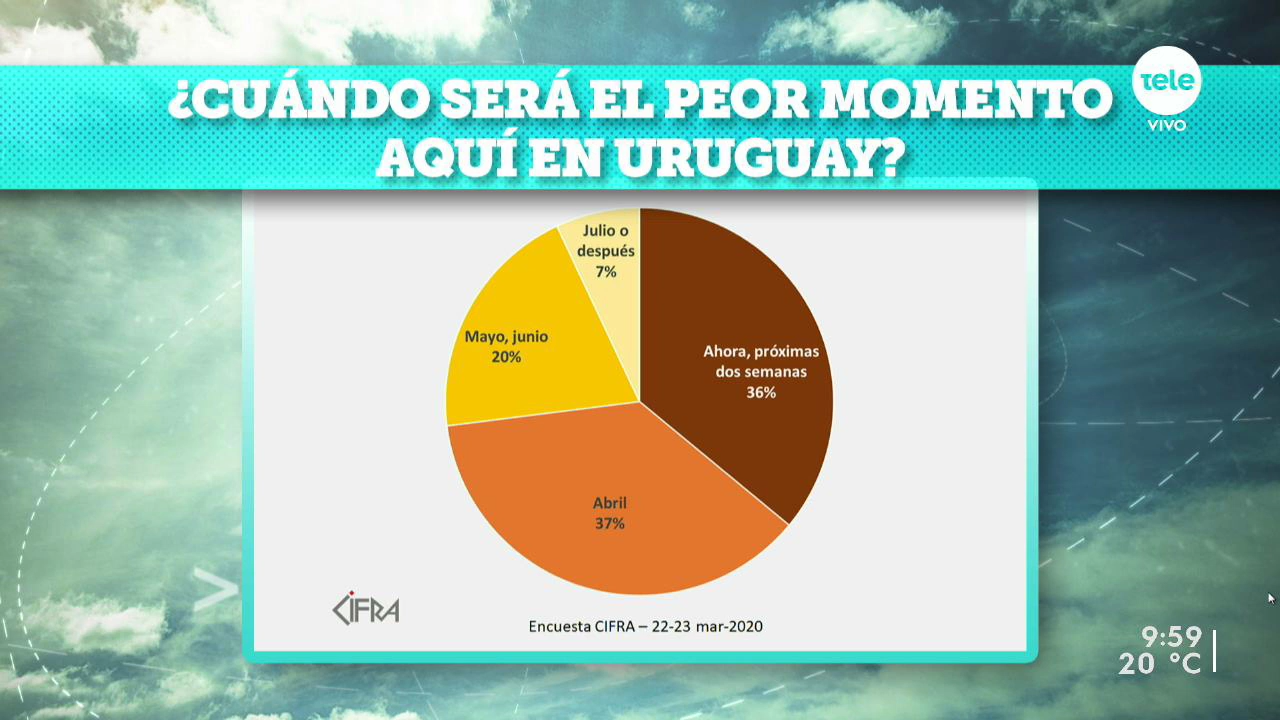 ¿CUÁNDO SERÁ EL PEOR MOMENTO
AQUÍ EN URUGUAY?
tele
VIVO
Julio o
después
7%
Mayo, junio
20%
Ahora, próximas
dos semanas
36%
Abril
37%
CIFRA
Encuesta CIFRA – 22-23 mar-2020
9:59
20 °C